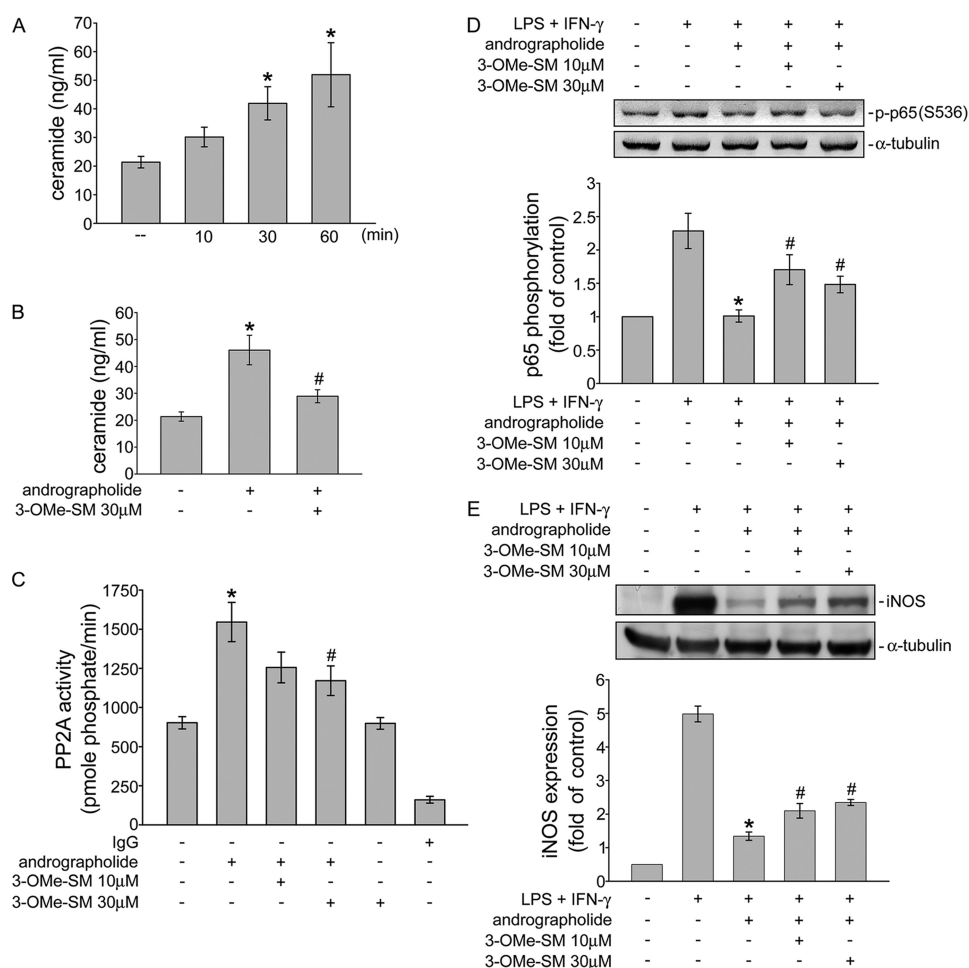 A
ceramide (ng/ml)
70
60
50
40
30
20
10
0
* *
-- 10 30 60 (min)
B
ceramide (ng/ml)
60
50
40
30
20
10
0
* #
andrographolide - + +
3-OMe-SM 30μM - - +
C
PP2A activity
(pmole phosphate/min)
1750
1500
1250
1000
750
500
250
0
* #
IgG - - - - - +
andrographolide - + + + - -
3-OMe-SM 10μM - - + - - -
3-OMe-SM 30μM - - - + + -
D
LPS + IFN-γ - + + + +
andrographolide - - + + +
3-OMe-SM 10μM - - - + -
3-OMe-SM 30μM - - - - +
-p-p65(S536)
-α-tubulin
p65 phosphorylation
(fold of control)
3
2.5
2
1.5
1
0.5
0
* # #
LPS + IFN-γ - + + + +
andrographolide - - + + +
3-OMe-SM 10μM - - - + -
3-OMe-SM 30μM - - - - +
E
LPS + IFN-γ - + + + +
andrographolide - - + + +
3-OMe-SM 10μM - - - + -
3-OMe-SM 30μM - - - - +
-iNOS
- α-tubulin
iNOS expression
(fold of control)
6
5
4
3
2
1
0
* # #
LPS + IFN-γ - + + + +
andrographolide - - + + +
3-OMe-SM 10μM - - - + -
3-OMe-SM 30μM - - - - +